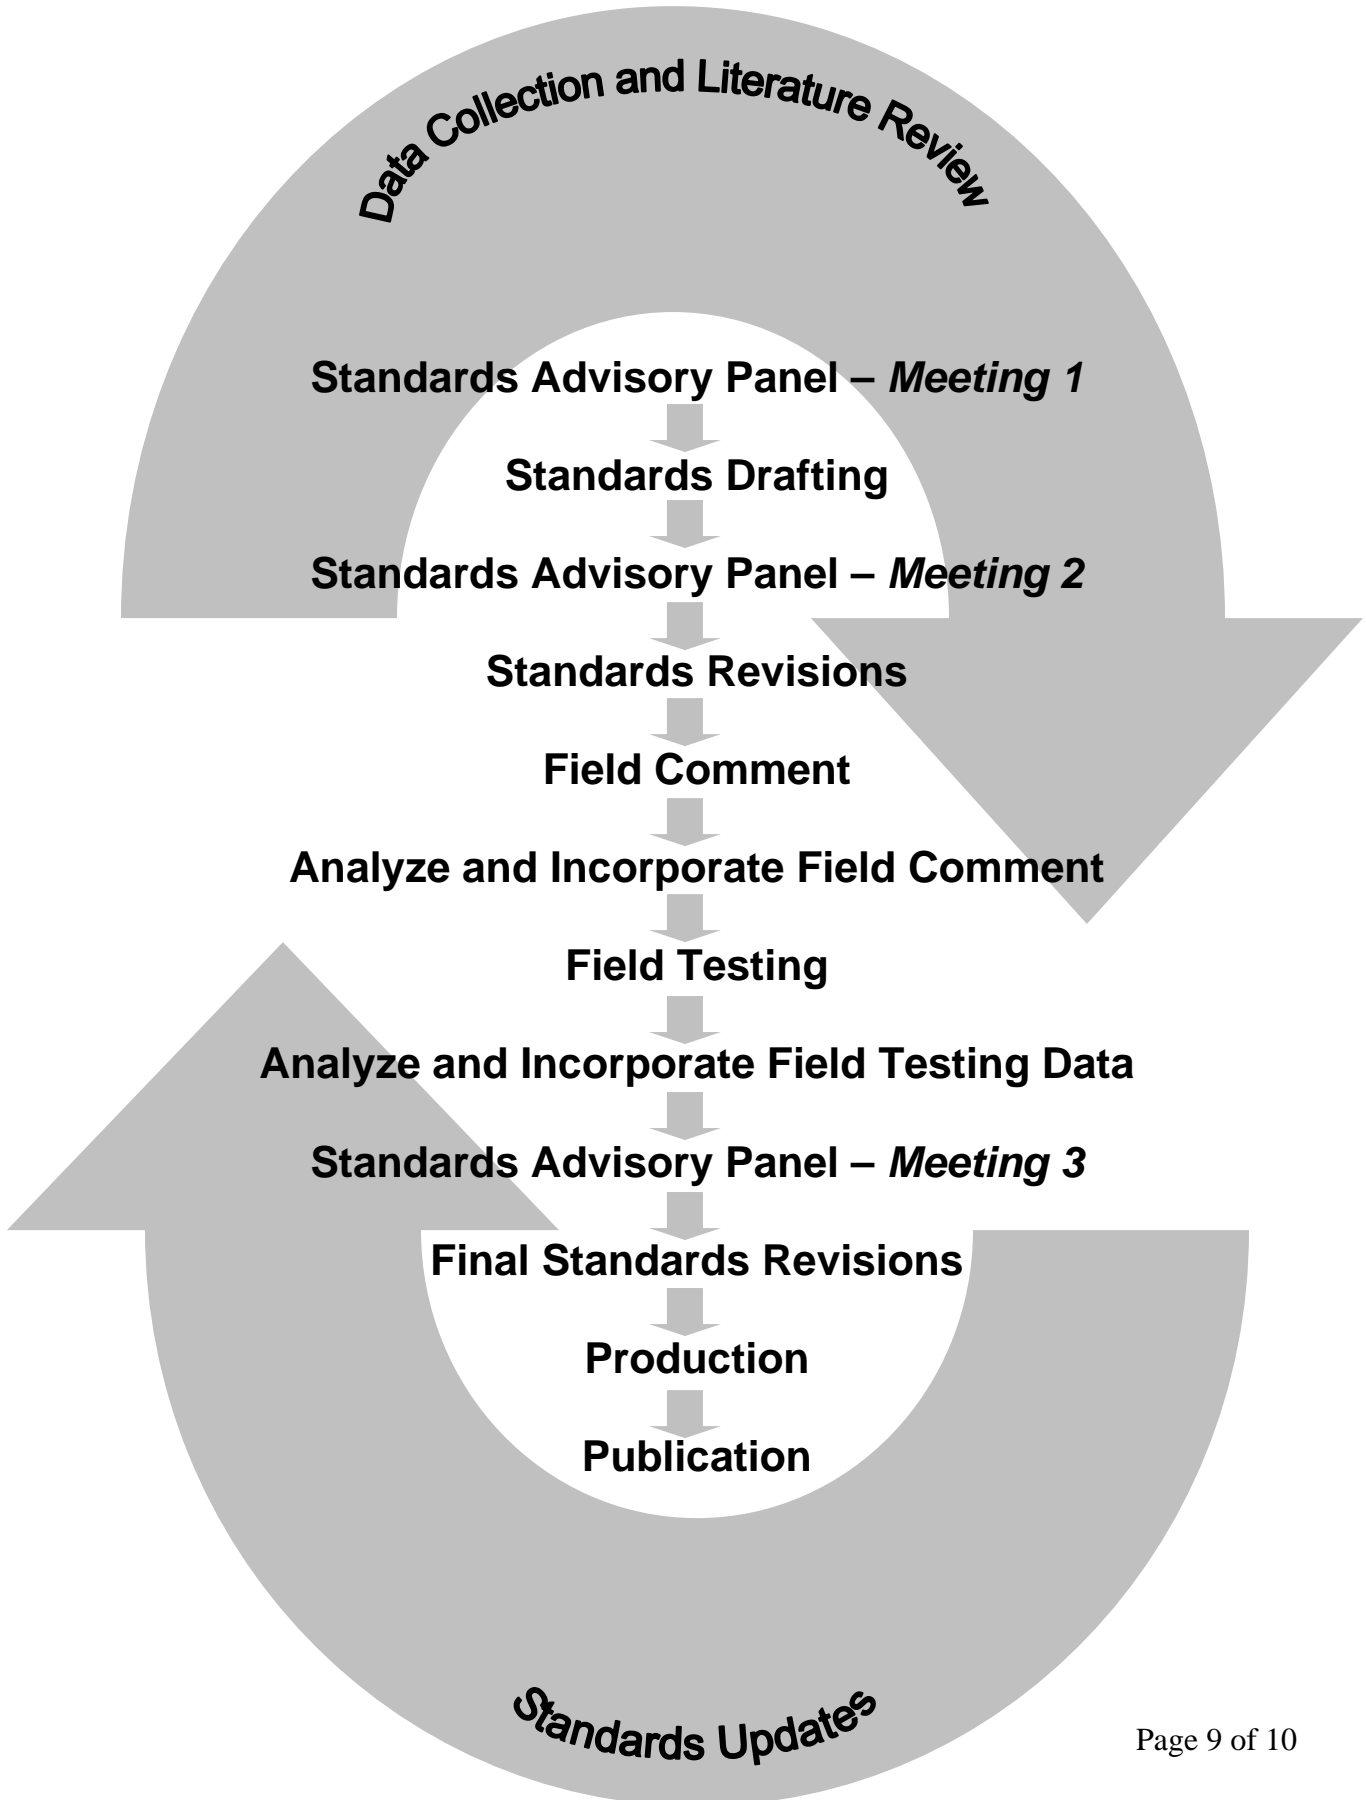 Data Collection and Literature Review
Standards Advisory Panel – Meeting 1
Standards Drafting
Standards Advisory Panel – Meeting 2
Standards Revisions
Field Comment
Analyze and Incorporate Field Comment
Field Testing
Analyze and Incorporate Field Testing Data
Standards Advisory Panel – Meeting 3
Final Standards Revisions
Production
Publication
Standards Updates
Page 9 of 10